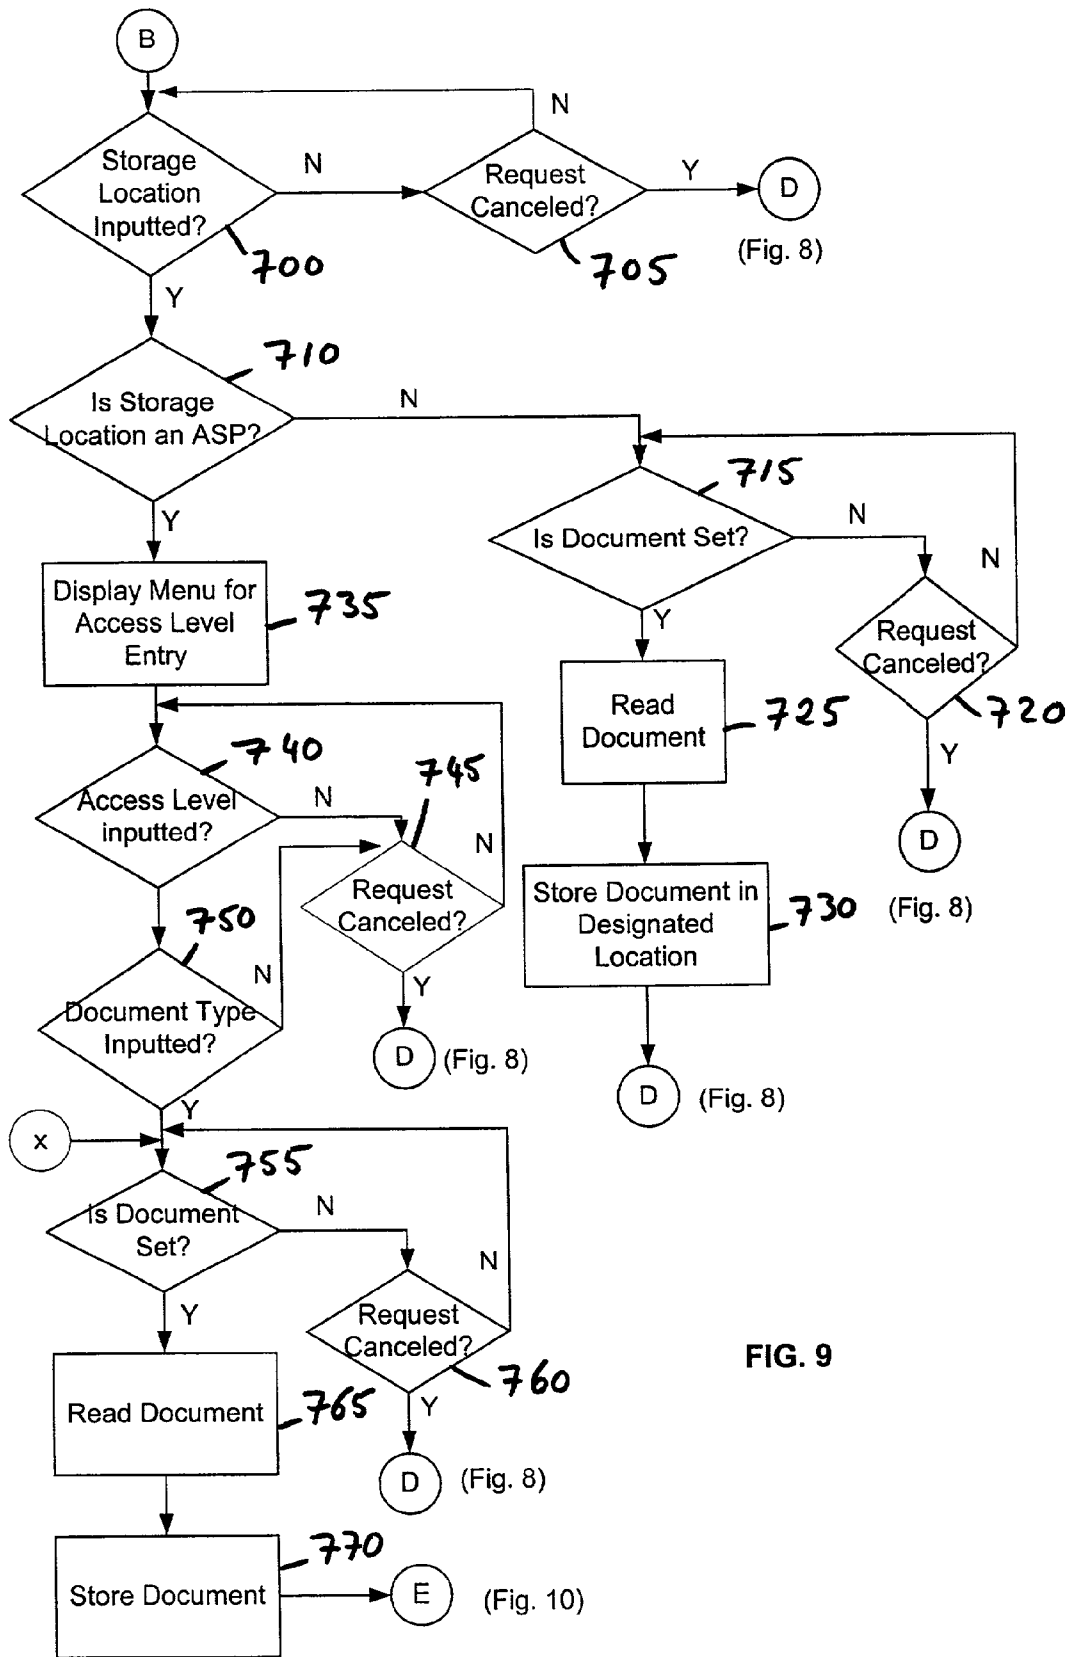 B
N
Storage
Location
Inputted?
N
Request
Canceled?
Y
D
(Fig. 8)
700
705
Y
710
Is Storage
Location an ASP?
N
715
Is Document Set?
N
N
Y
Display Menu for
Access Level
Entry
735
Y
Request
Canceled?
720
Read
Document
725
Y
740
745
Access Level
inputted?
N
N
D
(Fig. 8)
Request
Canceled?
Store Document in
Designated
Location
730
750
N
Document Type
Inputted?
Y
D
(Fig. 8)
D
(Fig. 8)
Y
X
755
Is Document
Set?
N
N
Y
Request
Canceled?
760
FIG. 9
Read Document
765
Y
D
(Fig. 8)
770
Store Document
E
(Fig. 10)